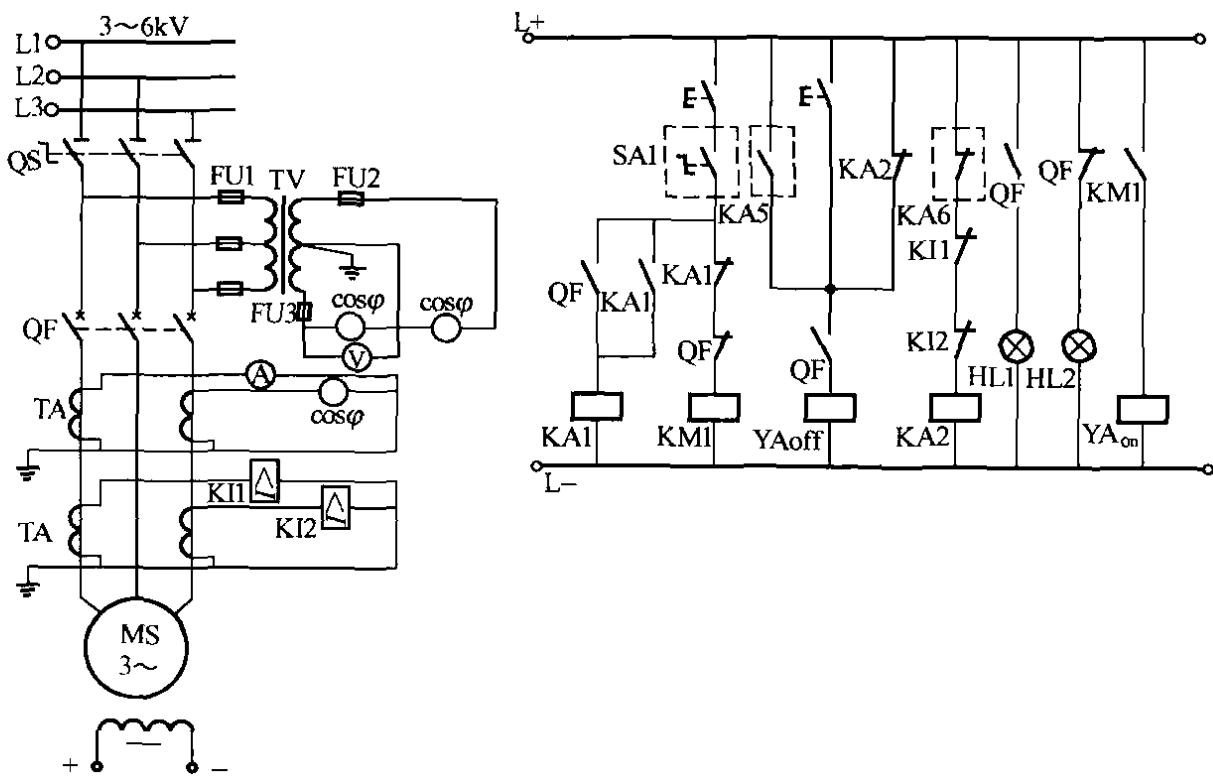 3～6kV
L1
L2
L3
QS
FU1 TV FU2
FU3
cosφ cosφ
QF
V
A
cosφ
TA
KI1
KI2
TA
MS
3～
+ −
L+
SA1
KA5
KA2
KA6
QF QF KM1
KI1
QF KA1 KA1
KI2
QF QF
HL1 HL2
KA1 KM1 YAoff KA2 YAon
L−